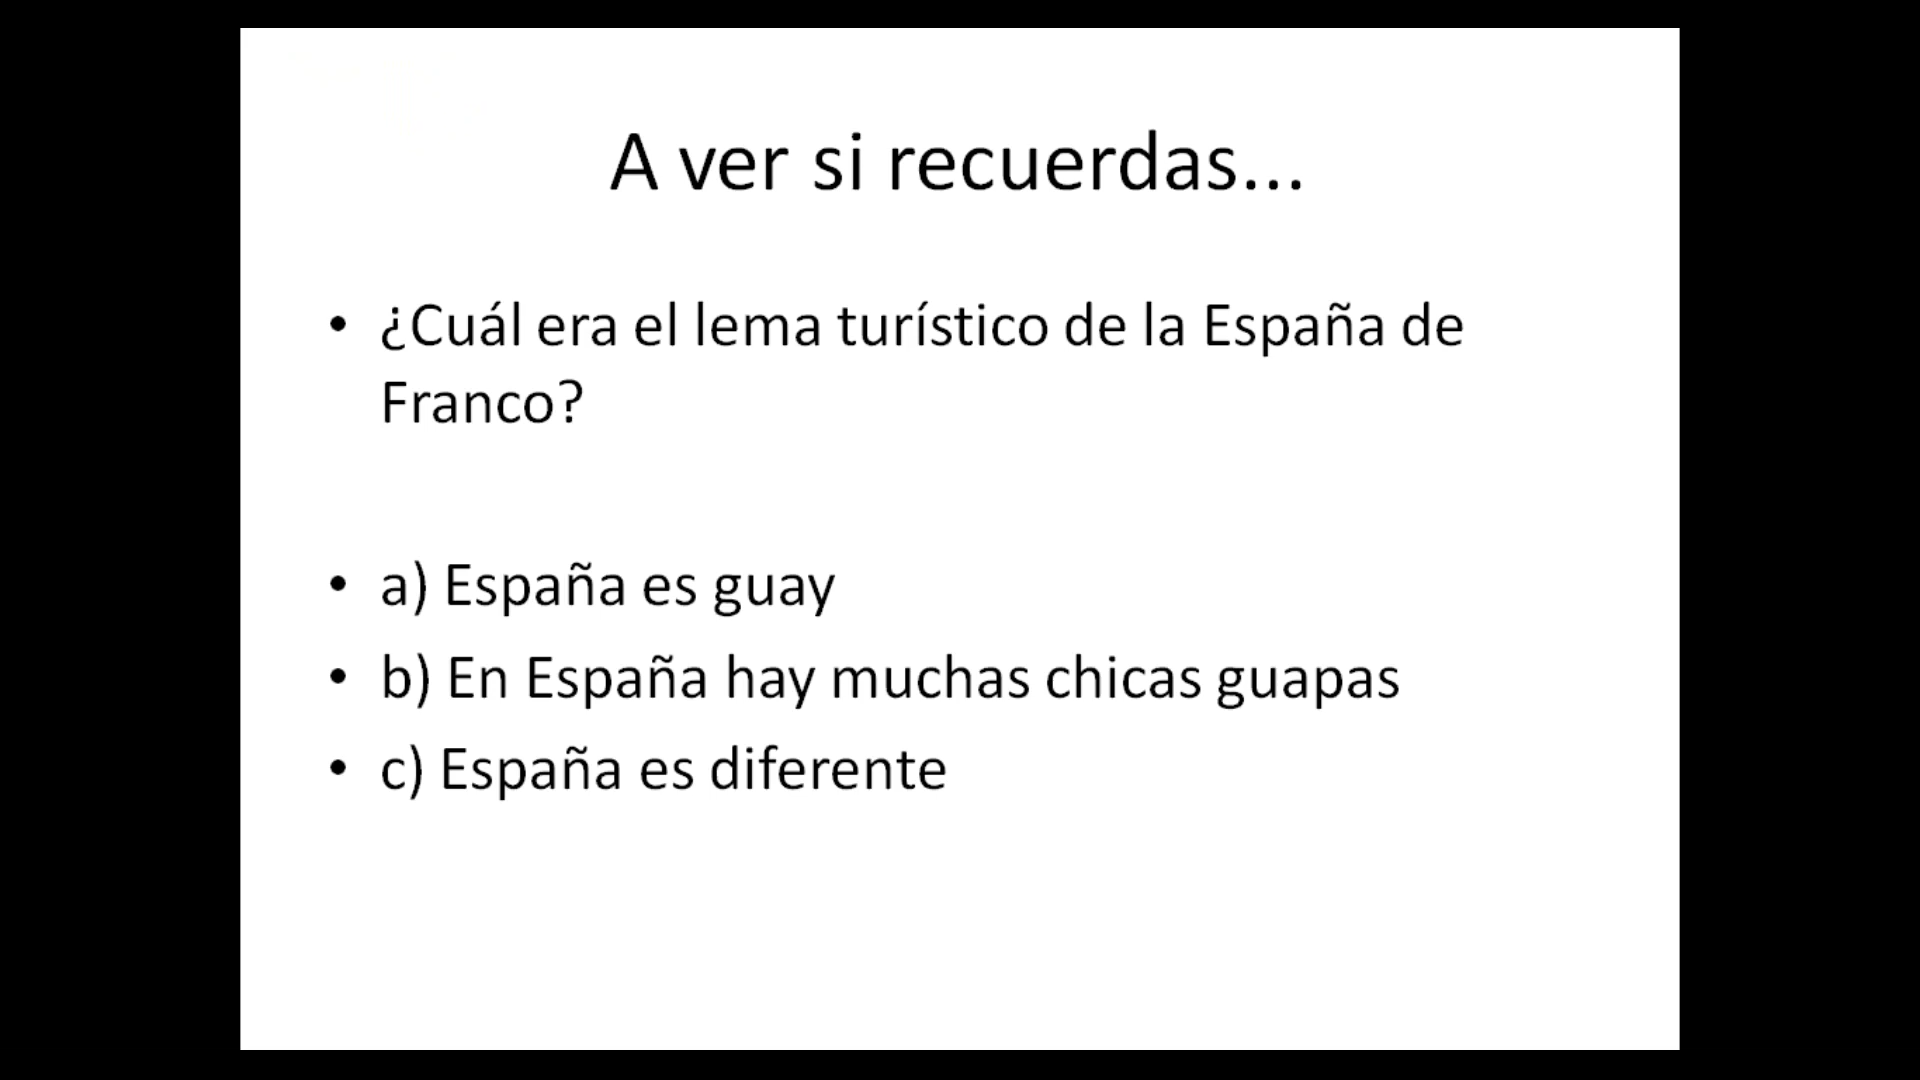 A ver si recuerdas...
• ¿Cuál era el lema turístico de la España de
Franco?
• a) España es guay
• b) En España hay muchas chicas guapas
• c) España es diferente